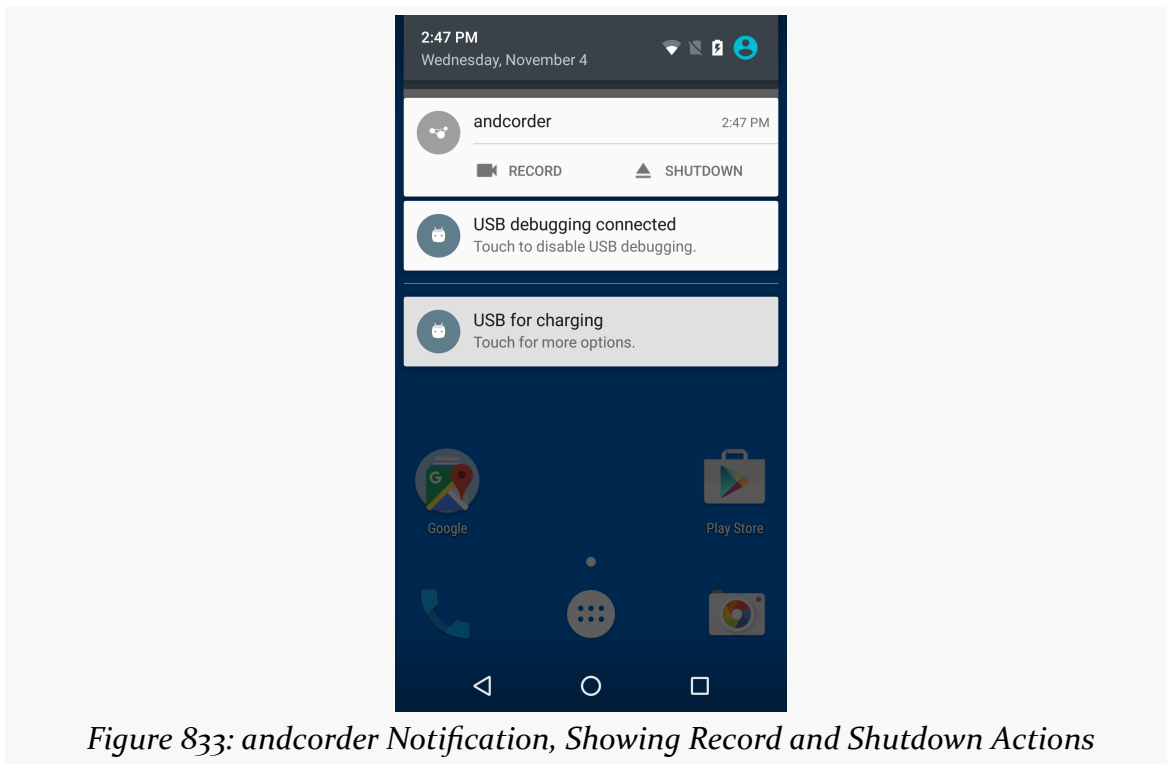 2:47 PM
Wednesday, November 4
andcorder 2:47 PM
RECORD SHUTDOWN
USB debugging connected
Touch to disable USB debugging.
USB for charging
Touch for more options.
G
Google Play Store
Figure 833: andcorder Notification, Showing Record and Shutdown Actions